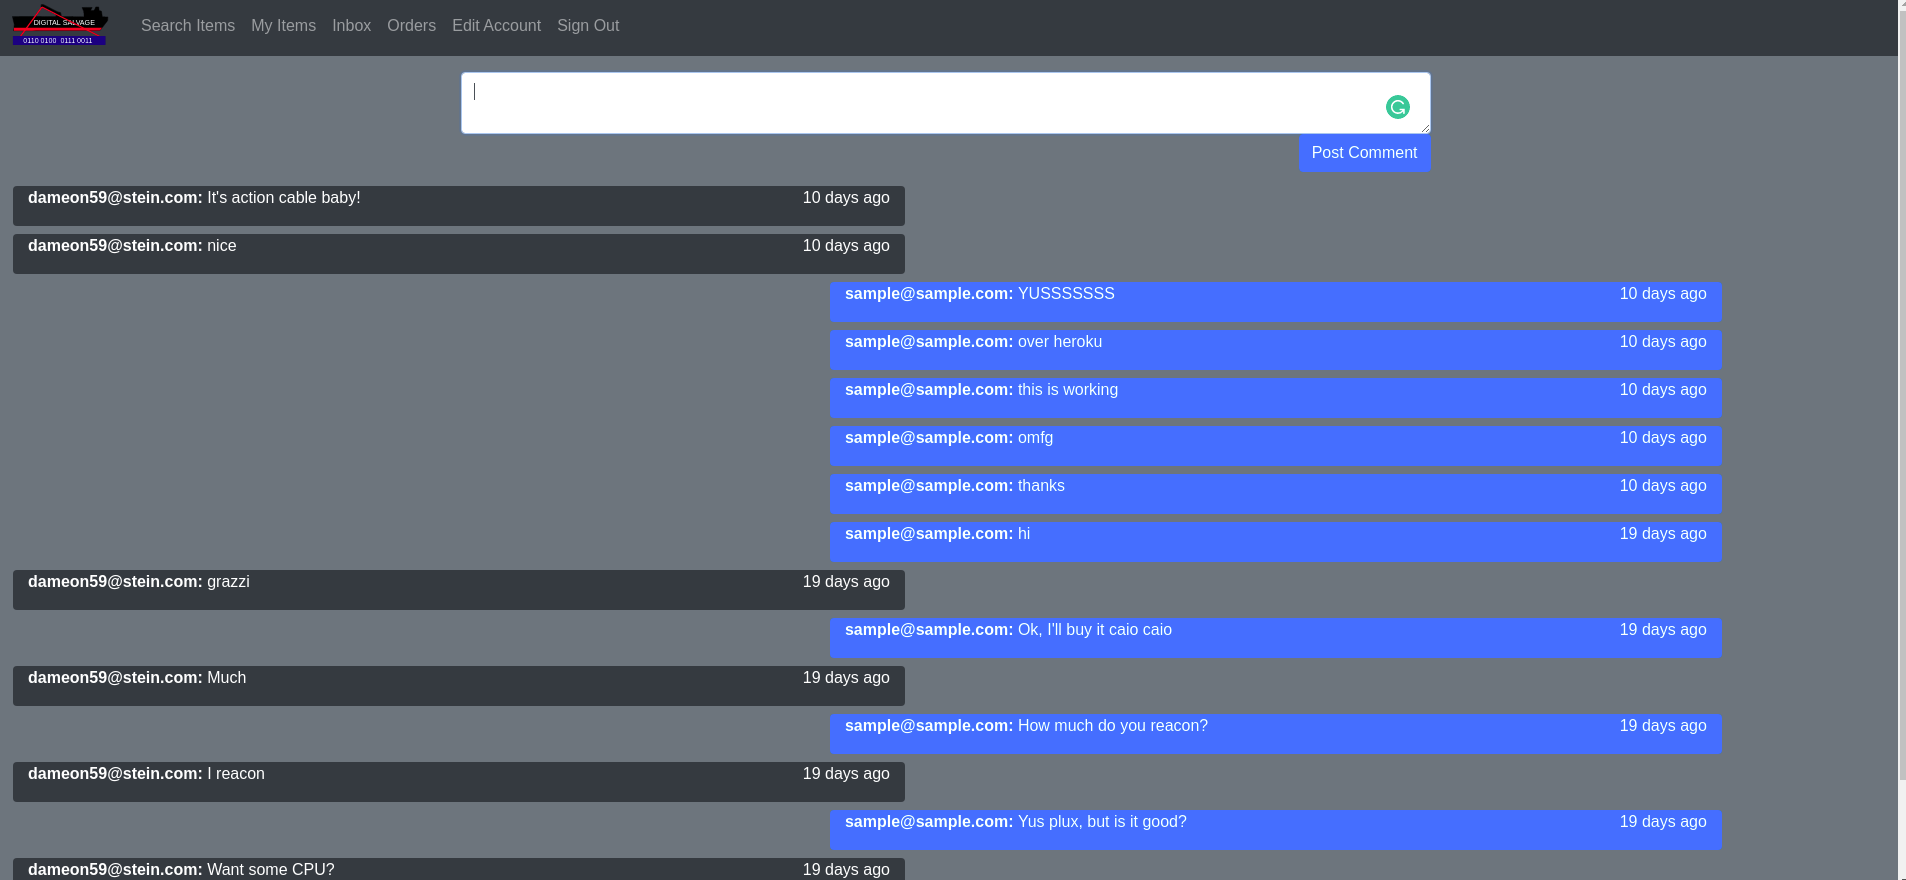 DIGITAL SALVAGE
0110 0100 0111 0011
Search Items My Items Inbox Orders Edit Account Sign Out
Post Comment
dameon59@stein.com: It's action cable baby! 10 days ago
dameon59@stein.com: nice 10 days ago
sample@sample.com: YUSSSSSSS 10 days ago
sample@sample.com: over heroku 10 days ago
sample@sample.com: this is working 10 days ago
sample@sample.com: omfg 10 days ago
sample@sample.com: thanks 10 days ago
sample@sample.com: hi 19 days ago
dameon59@stein.com: grazzi 19 days ago
sample@sample.com: Ok, I'll buy it caio caio 19 days ago
dameon59@stein.com: Much 19 days ago
sample@sample.com: How much do you reacon? 19 days ago
dameon59@stein.com: I reacon 19 days ago
sample@sample.com: Yus plux, but is it good? 19 days ago
dameon59@stein.com: Want some CPU? 19 days ago